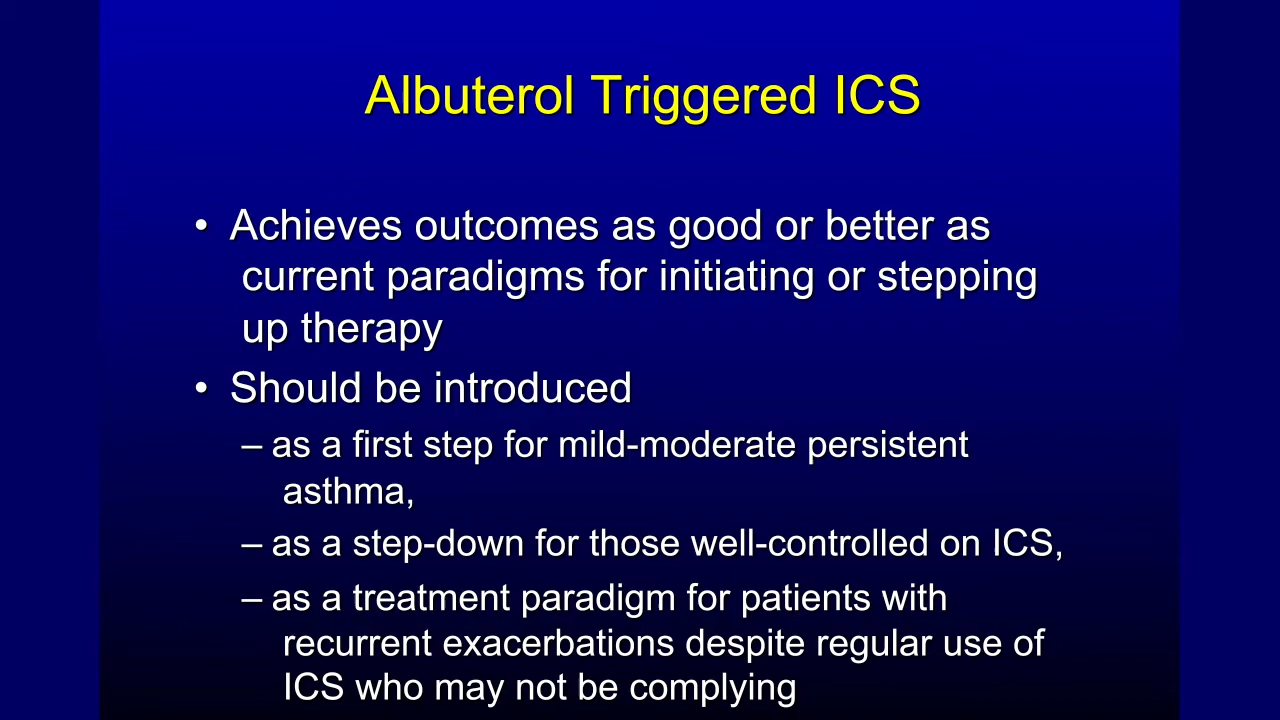 Albuterol Triggered ICS
• Achieves outcomes as good or better as
current paradigms for initiating or stepping
up therapy
• Should be introduced
– as a first step for mild-moderate persistent
asthma,
– as a step-down for those well-controlled on ICS,
– as a treatment paradigm for patients with
recurrent exacerbations despite regular use of
ICS who may not be complying